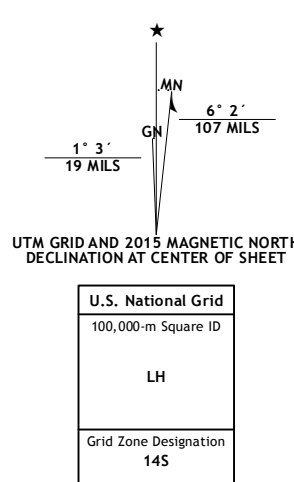 MN
GN
6° 2´
107 MILS
1° 3´
19 MILS
UTM GRID AND 2015 MAGNETIC NORTH
DECLINATION AT CENTER OF SHEET
U.S. National Grid
100,000-m Square ID
LH
Grid Zone Designation
14S